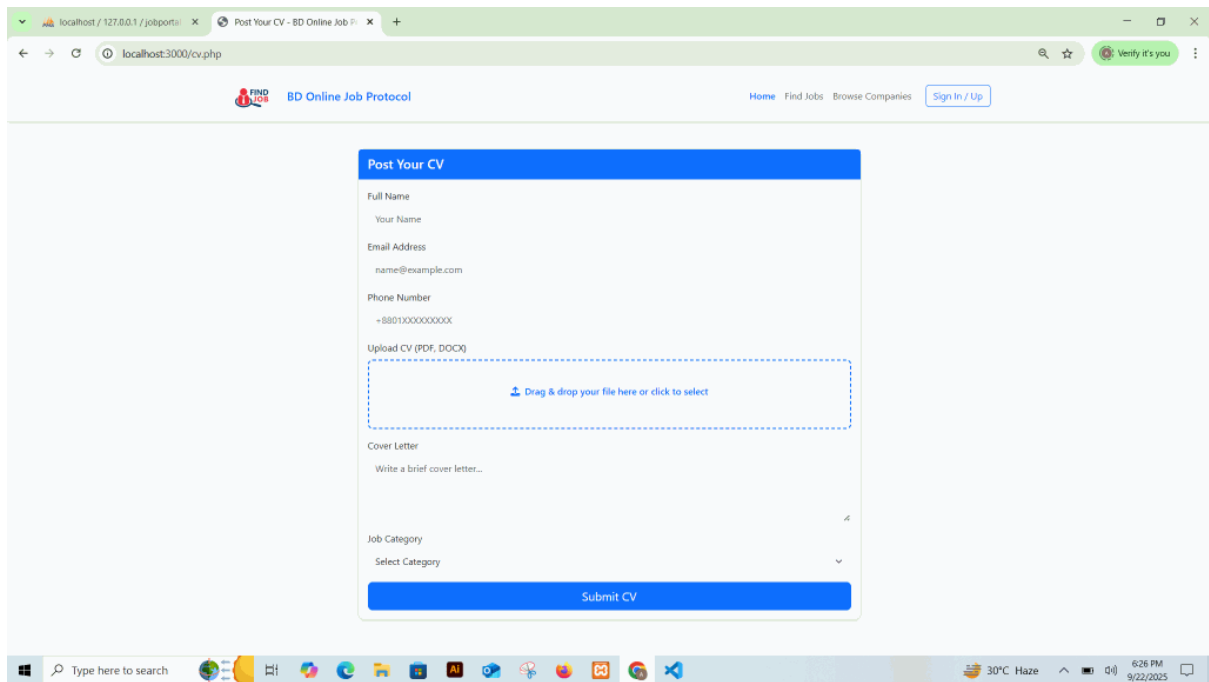 localhost / 127.0.0.1 / jobportal
Post Your CV - BD Online Job P
localhost:3000/cv.php
Verify it's you
FIND JOB
BD Online Job Protocol
Home Find Jobs Browse Companies Sign In / Up
Post Your CV
Full Name
Your Name
Email Address
name@example.com
Phone Number
+8801XXXXXXXXX
Upload CV (PDF, DOCX)
Drag & drop your file here or click to select
Cover Letter
Write a brief cover letter...
Job Category
Select Category
Submit CV
Type here to search
Ai
30°C Haze
6:26 PM
9/22/2025